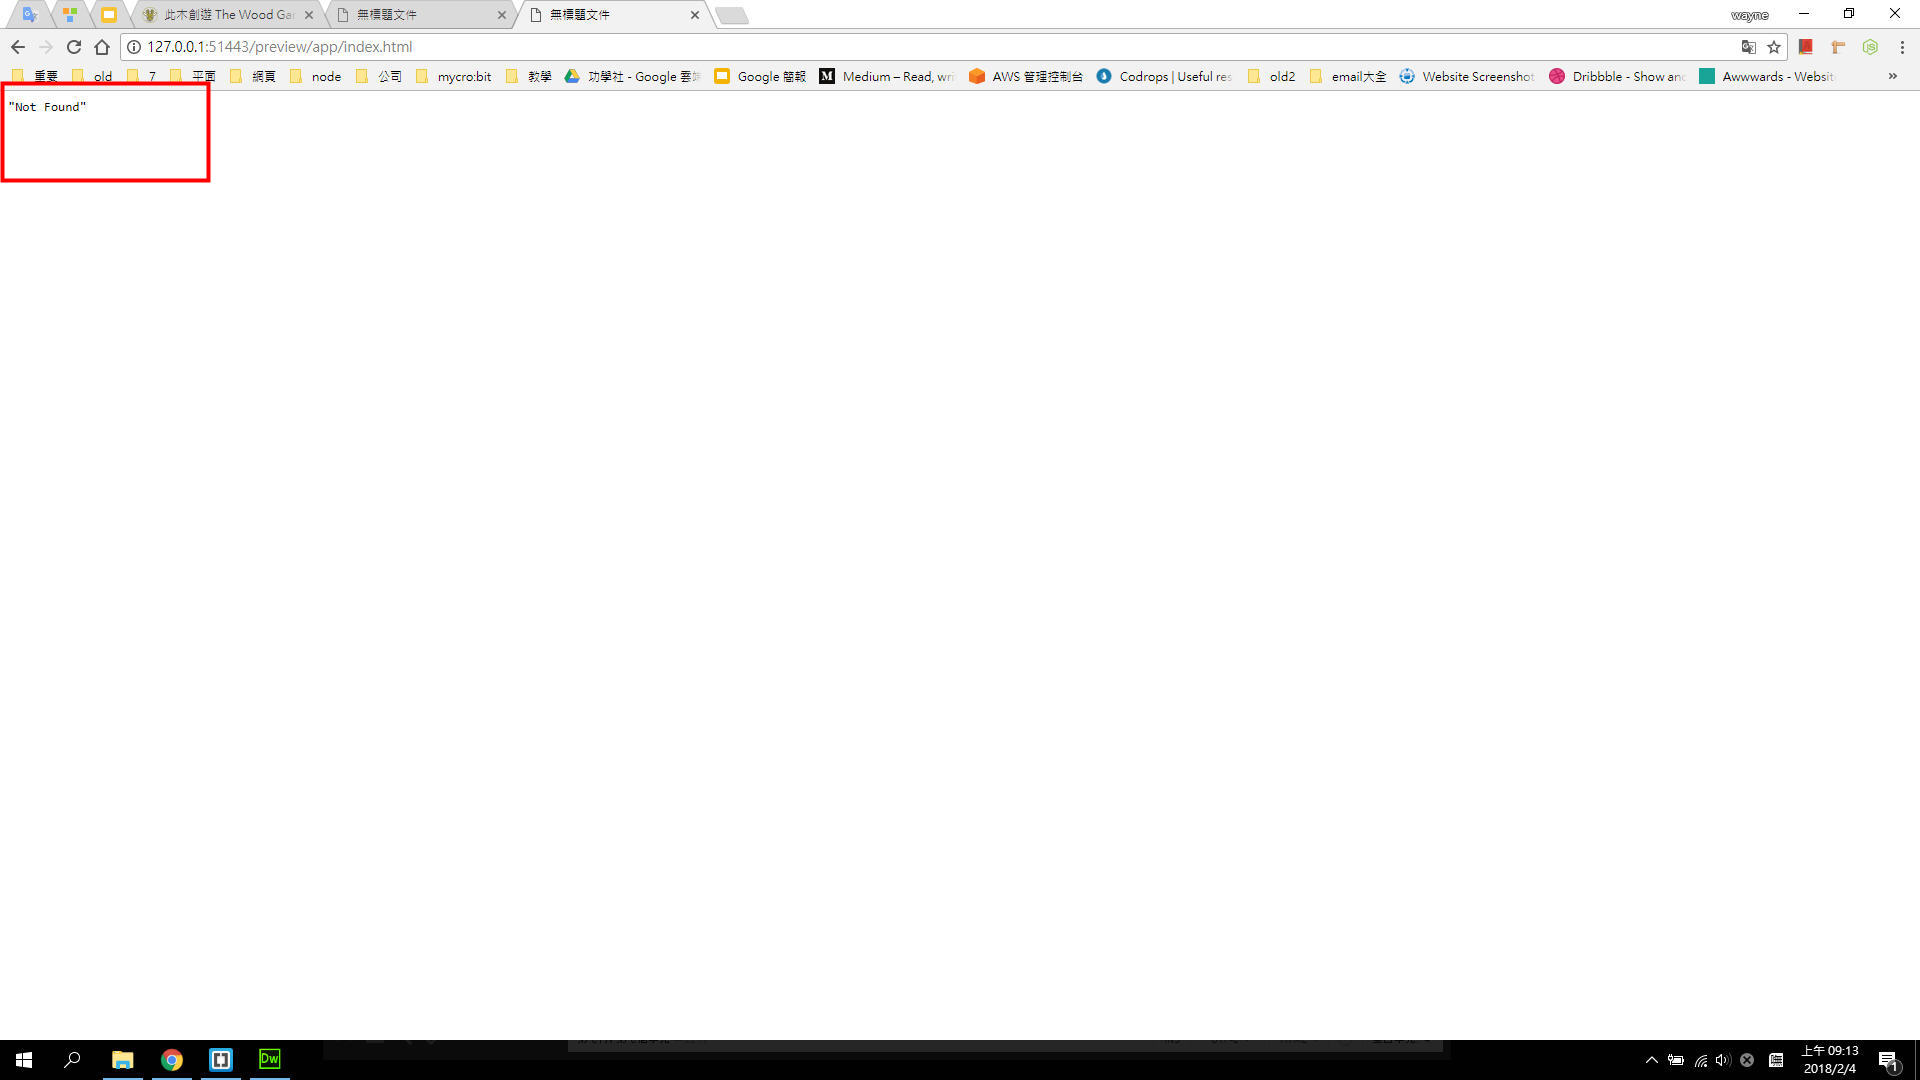 此木創遊 The Wood Gar
無標題文件
無標題文件
wayne
127.0.0.1:51443/preview/app/index.html
重要 old 7 平面 網頁 node 公司 mycro:bit 教學 功學社 - Google 雲端 Google 簡報 Medium – Read, wri AWS 管理控制台 Codrops | Useful res old2 email大全 Website Screenshot Dribbble - Show and Awwwards - Websit »
"Not Found"
Dw
上午 09:13
2018/2/4
1